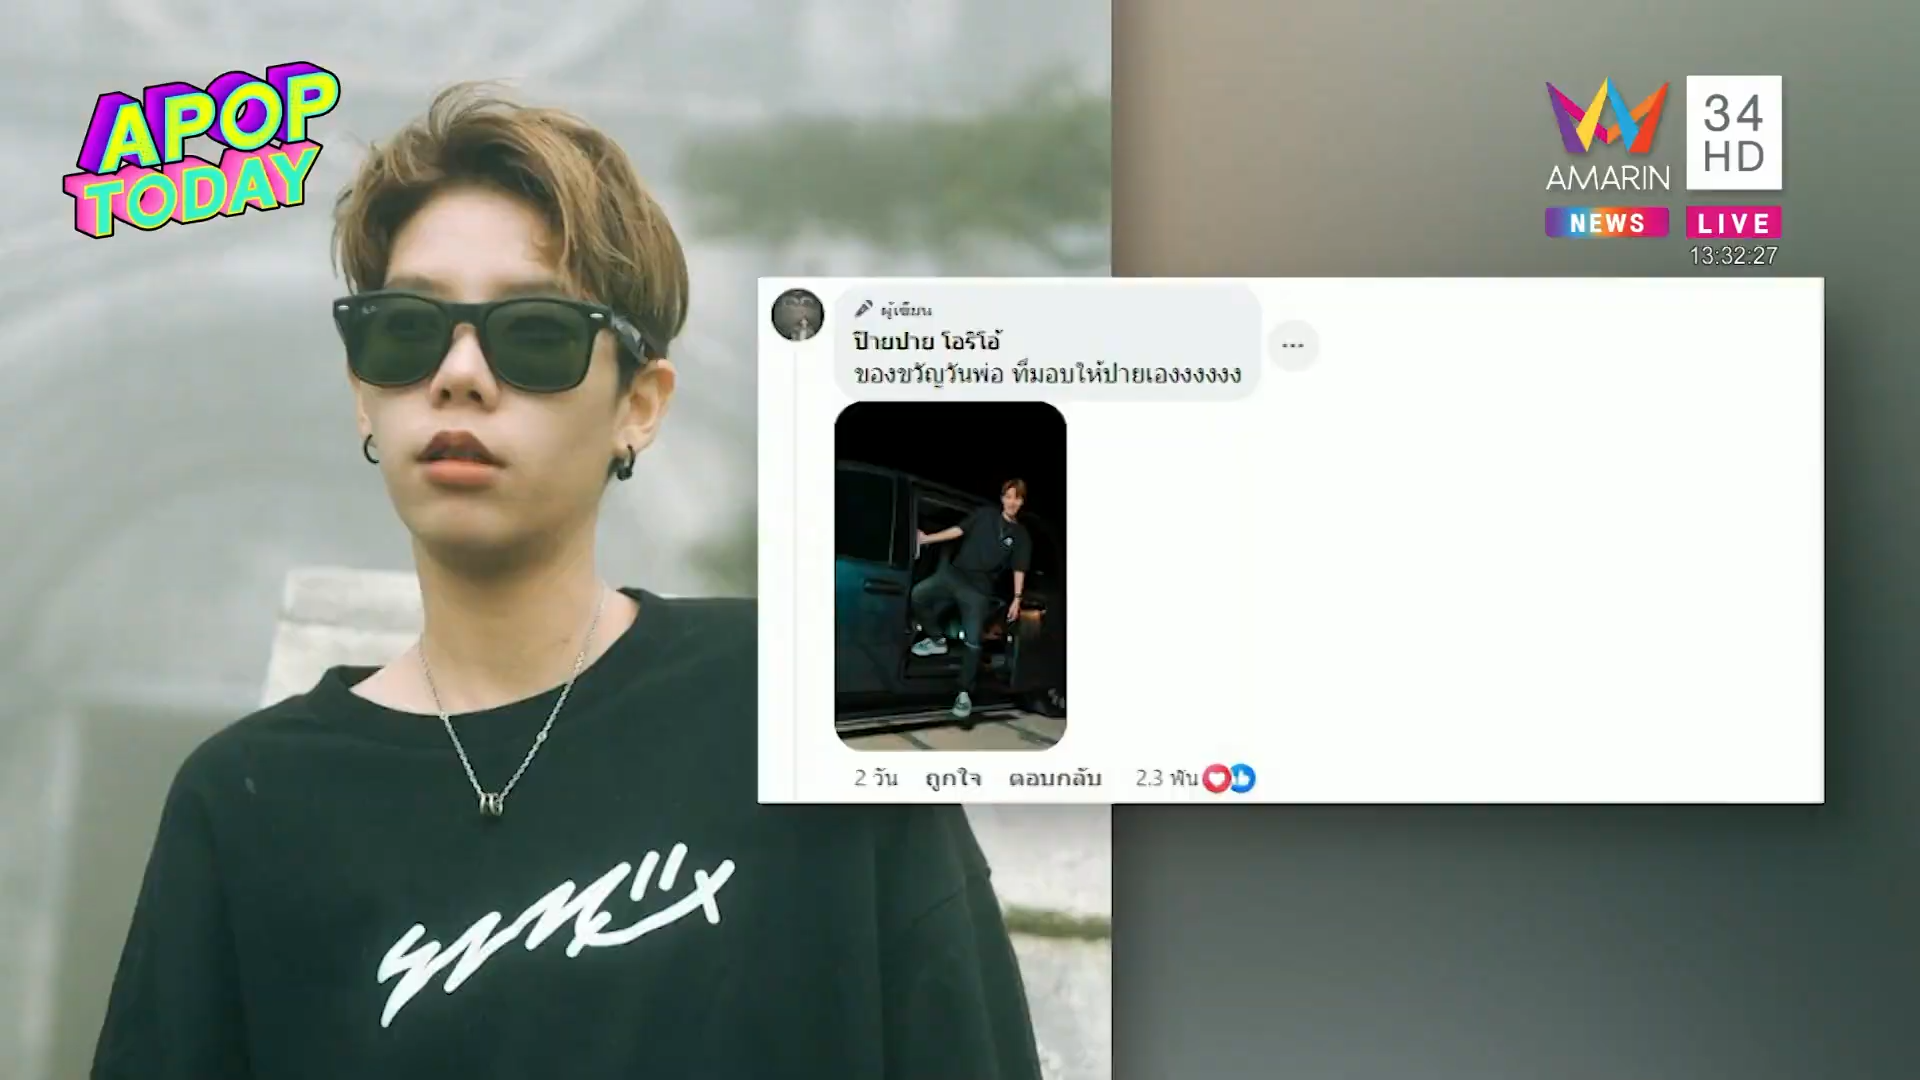 APOP
TODAY
AMARIN
34
HD
NEWS
LIVE
13:32:27
ผู้เขียน
ป๊ายปาย โอริโอ้
ของขวัญวันพ่อ ที่มอบให้ปายเองงงงงง
2 วัน ถูกใจ ตอบกลับ 2.3 พัน